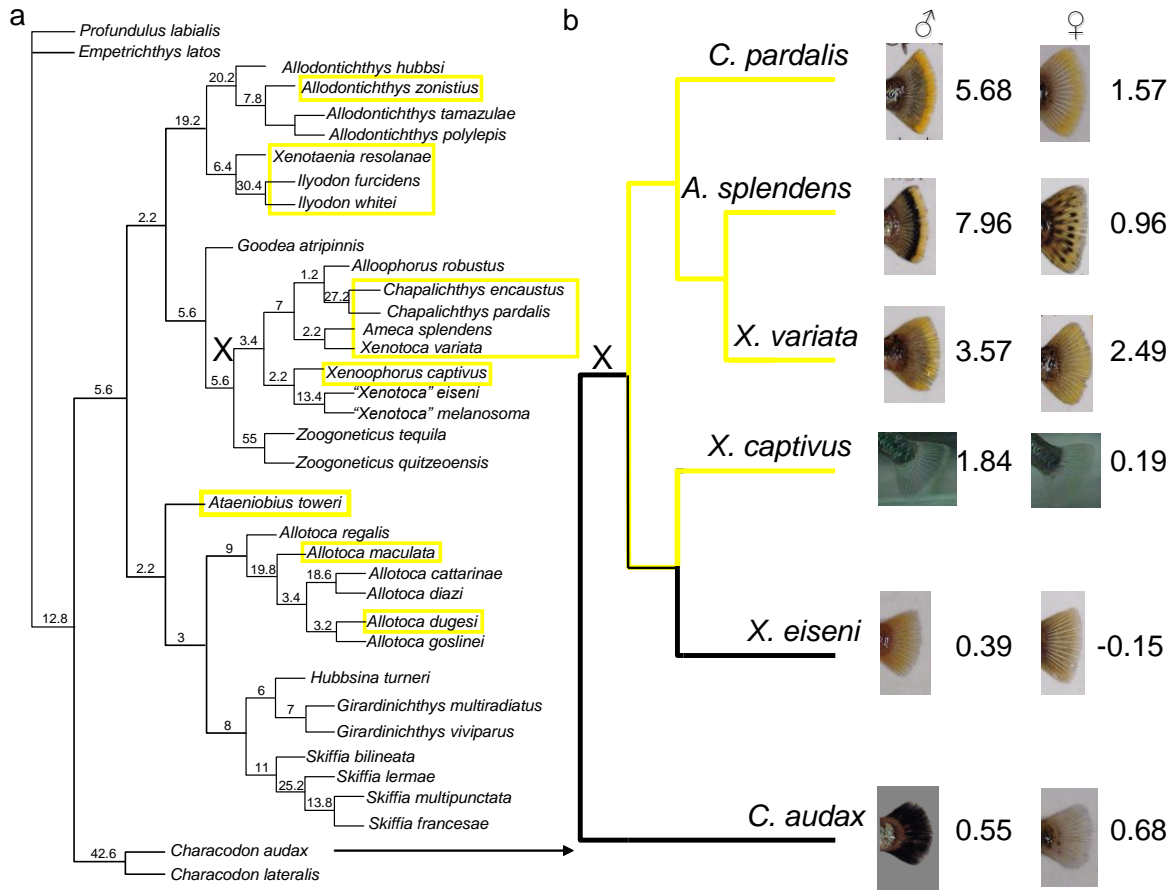 a
Profundulus labialis
Empetrichthys latos
Allodontichthys hubbsi
20.2
Allodontichthys zonistius
7.8
Allodontichthys tamazulae
19.2
Allodontichthys polylepis
Xenotaenia resolanae
6.4
Ilyodon furcidens
30.4
Ilyodon whitei
2.2
Goodea atripinnis
Alloophorus robustus
1.2
Chapalichthys encaustus
27.2
Chapalichthys pardalis
7
5.6
Ameca splendens
2.2
Xenotoca variata
X
3.4
Xenoophorus captivus
5.6
2.2
"Xenotoca" eiseni
13.4
"Xenotoca" melanosoma
5.6
Zoogoneticus tequila
55
Zoogoneticus quitzeoensis
Ataeniobius toweri
Allotoca regalis
9
Allotoca maculata
2.2
19.8
18.6
Allotoca cattarinae
Allotoca diazi
3.4
Allotoca dugesi
3.2
Allotoca goslinei
12.8
3
Hubbsina turneri
6
Girardinichthys multiradiatus
7
Girardinichthys viviparus
8
Skiffia bilineata
11
Skiffia lermae
25.2
Skiffia multipunctata
13.8
Skiffia francesae
Characodon audax
42.6
Characodon lateralis
b
♂ ♀
C. pardalis 5.68 1.57
A. splendens 7.96 0.96
X. variata 3.57 2.49
X
X. captivus 1.84 0.19
X. eiseni 0.39 -0.15
C. audax 0.55 0.68